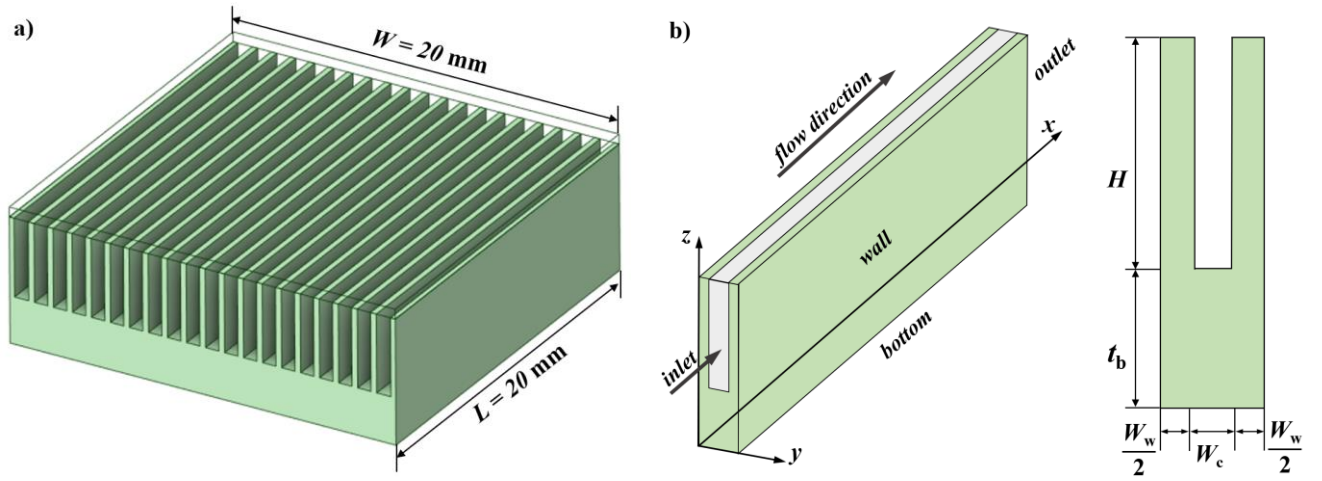 a)
W = 20 mm
L = 20 mm
b)
flow direction
outlet
x
z
wall
inlet
bottom
y
H
t_b
W_w/2
W_c
W_w/2